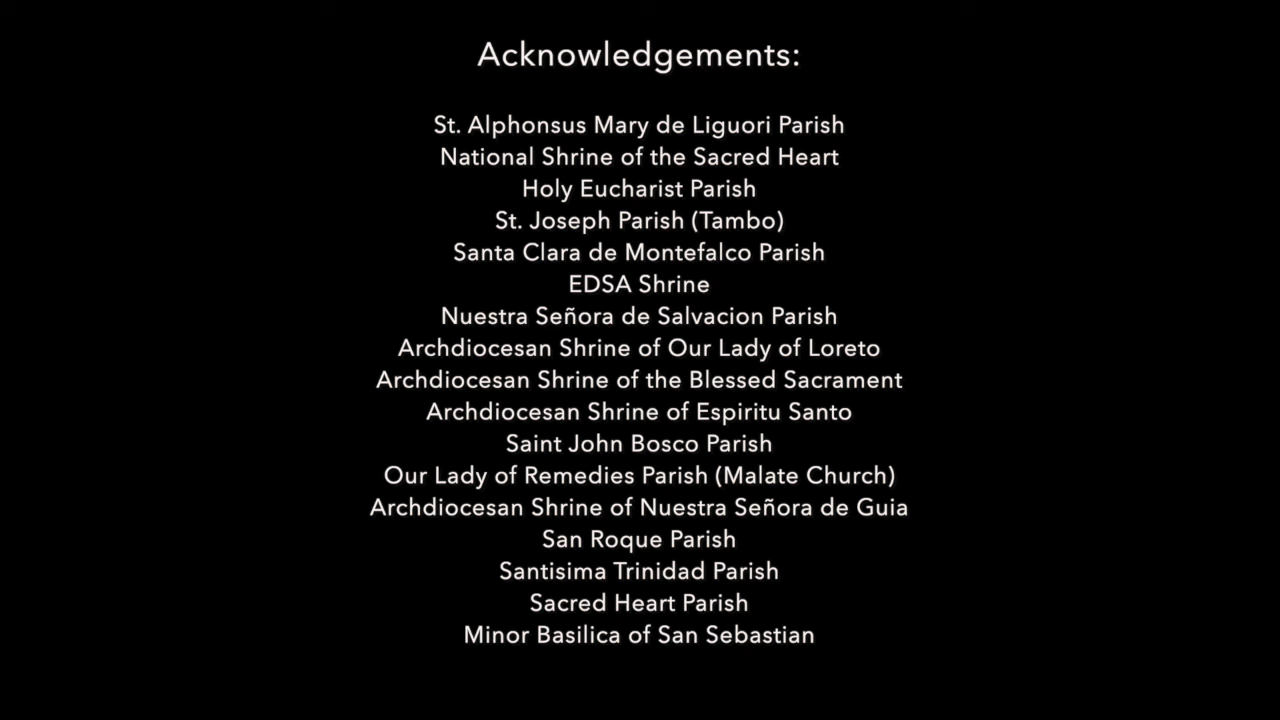 Acknowledgements:
St. Alphonsus Mary de Liguori Parish
National Shrine of the Sacred Heart
Holy Eucharist Parish
St. Joseph Parish (Tambo)
Santa Clara de Montefalco Parish
EDSA Shrine
Nuestra Señora de Salvacion Parish
Archdiocesan Shrine of Our Lady of Loreto
Archdiocesan Shrine of the Blessed Sacrament
Archdiocesan Shrine of Espiritu Santo
Saint John Bosco Parish
Our Lady of Remedies Parish (Malate Church)
Archdiocesan Shrine of Nuestra Señora de Guia
San Roque Parish
Santisima Trinidad Parish
Sacred Heart Parish
Minor Basilica of San Sebastian